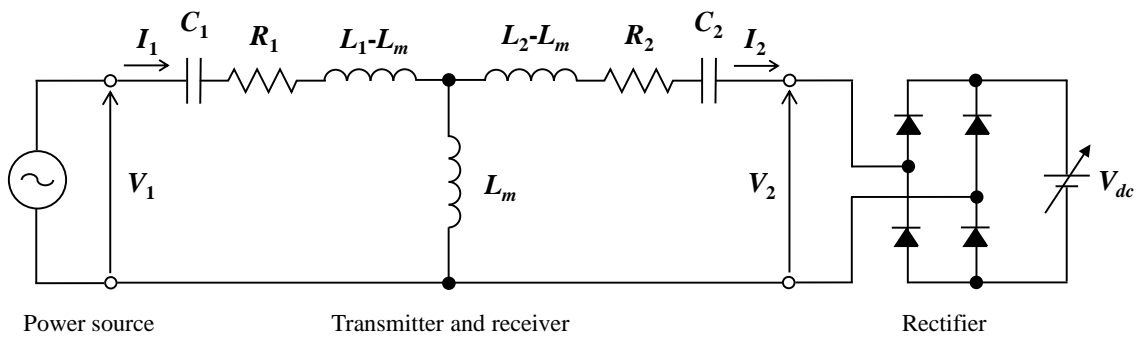 I1 C1 R1 L1-Lm L2-Lm R2 C2 I2
V1 Lm V2 Vdc
Power source Transmitter and receiver Rectifier